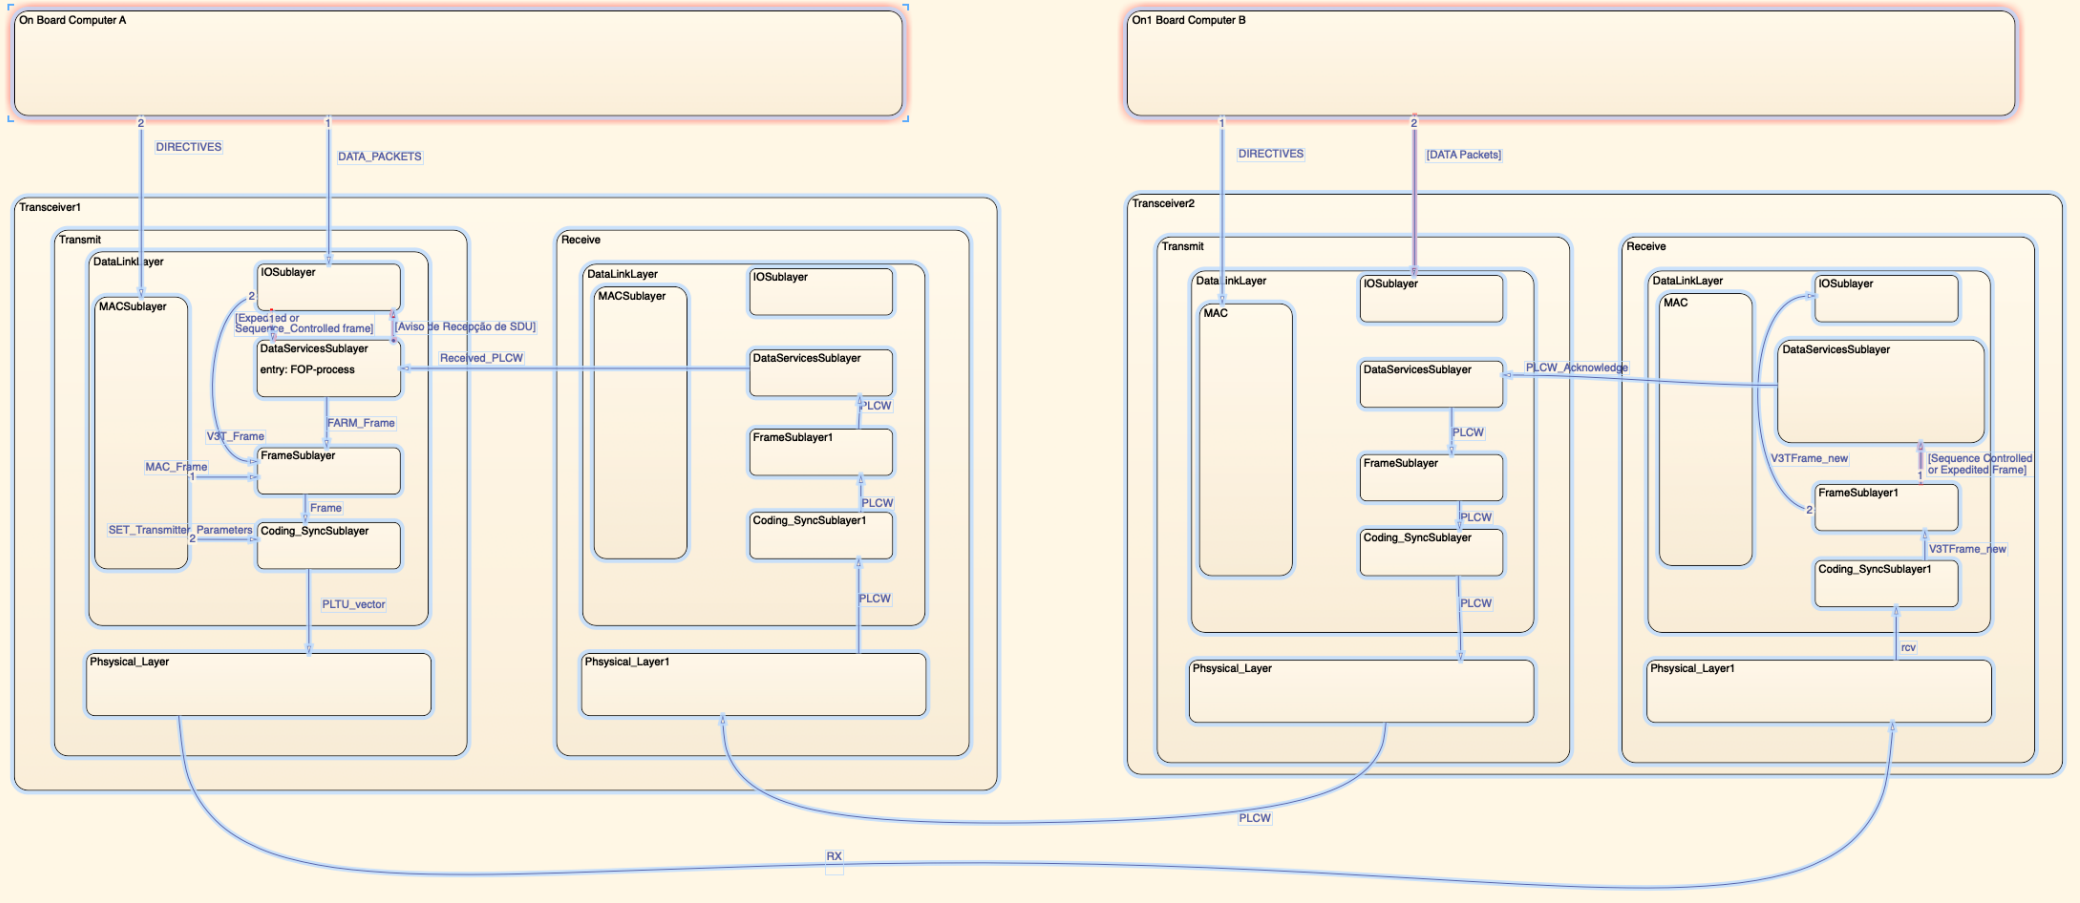 On Board Computer A
On1 Board Computer B
2
1
1
2
DIRECTIVES
DATA_PACKETS
DIRECTIVES
[DATA Packets]
Transceiver1
Transmit
DataLinkLayer
IOSublayer
2
MACSublayer
[Expedited or
Sequence_Controlled frame]
1
[Aviso de Recepção de SDU]
DataServicesSublayer
entry: FOP-process
Received_PLCW
FARM_Frame
V3T_Frame
FrameSublayer
MAC_Frame
1
Frame
SET_Transmitter_Parameters
2
Coding_SyncSublayer
PLTU_vector
Phsysical_Layer
Receive
DataLinkLayer
IOSublayer
MACSublayer
DataServicesSublayer
PLCW
FrameSublayer1
PLCW
Coding_SyncSublayer1
PLCW
Phsysical_Layer1
Transceiver2
Transmit
DataLinkLayer
IOSublayer
MAC
DataServicesSublayer
PLCW_Acknowledge
PLCW
FrameSublayer
PLCW
Coding_SyncSublayer
PLCW
Phsysical_Layer
Receive
DataLinkLayer
IOSublayer
MAC
DataServicesSublayer
V3TFrame_new
[Sequence Controlled
or Expedited Frame]
1
FrameSublayer1
2
V3TFrame_new
Coding_SyncSublayer1
rcv
Phsysical_Layer1
PLCW
RX